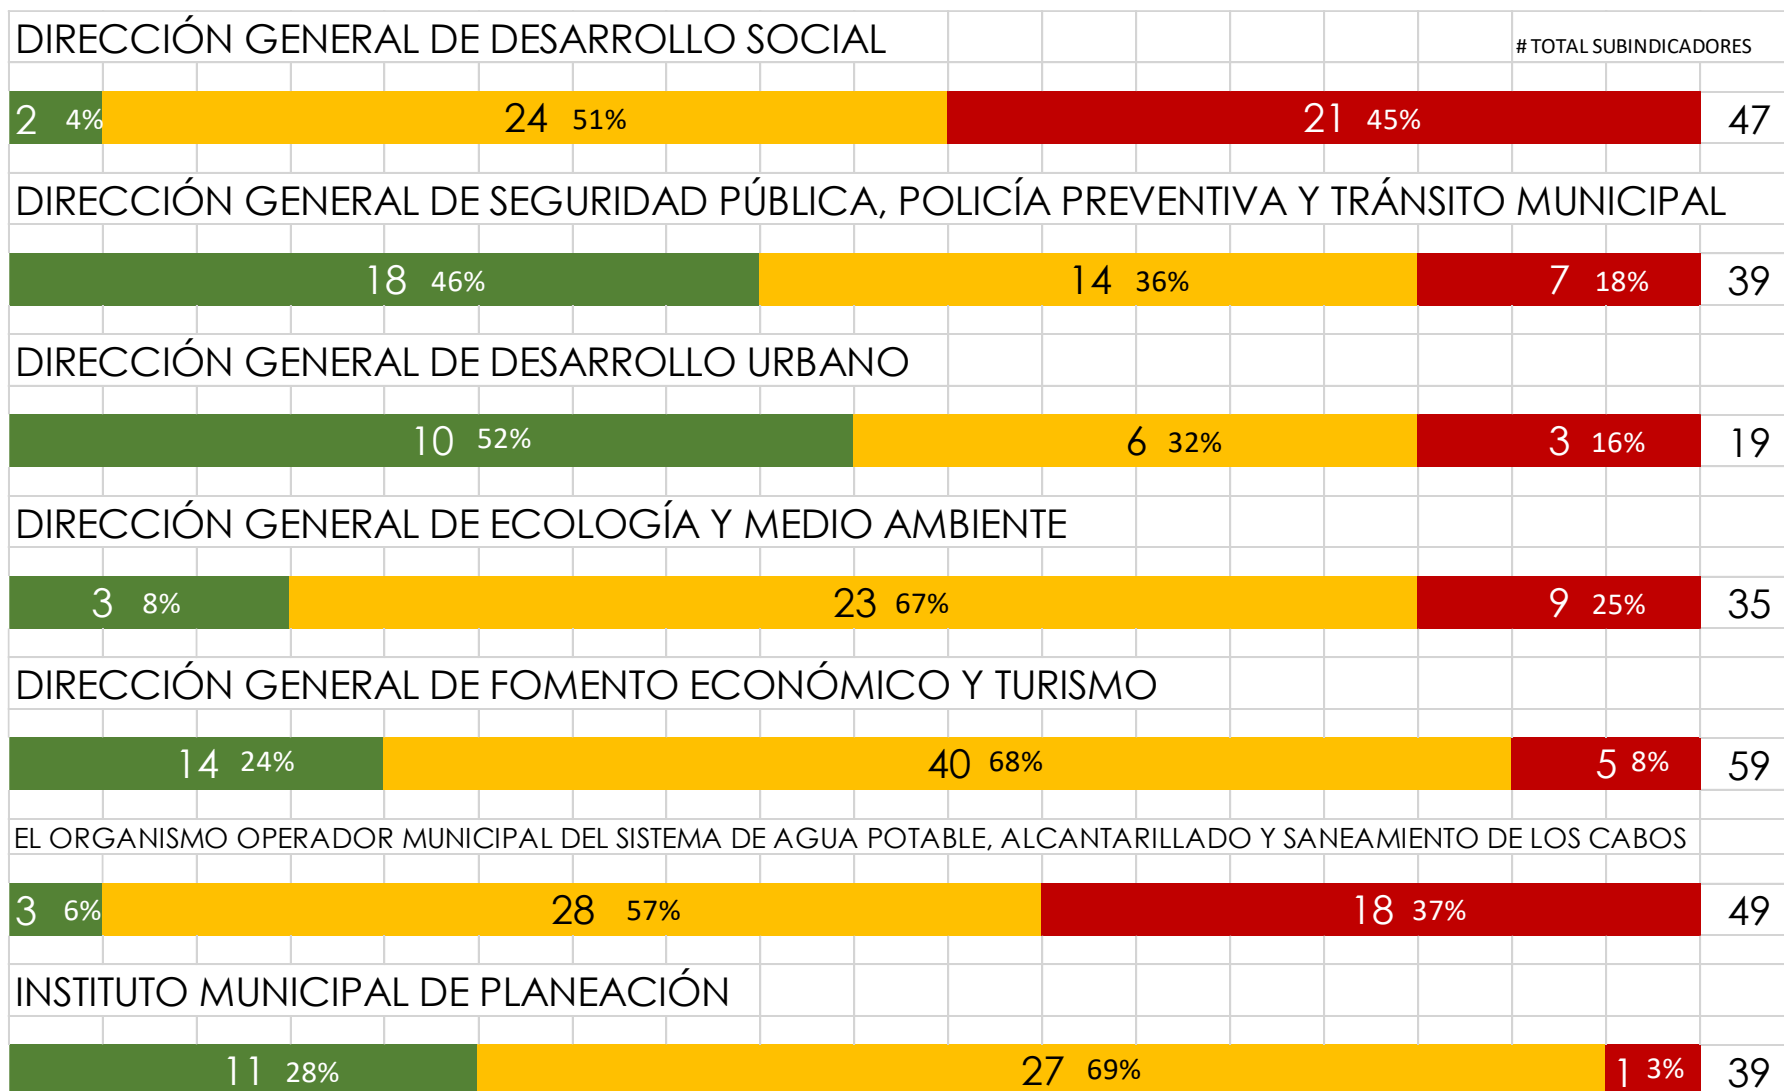 DIRECCIÓN GENERAL DE DESARROLLO SOCIAL # TOTAL SUBINDICADORES
2 4% 24 51% 21 45% 47
DIRECCIÓN GENERAL DE SEGURIDAD PÚBLICA, POLICÍA PREVENTIVA Y TRÁNSITO MUNICIPAL
18 46% 14 36% 7 18% 39
DIRECCIÓN GENERAL DE DESARROLLO URBANO
10 52% 6 32% 3 16% 19
DIRECCIÓN GENERAL DE ECOLOGÍA Y MEDIO AMBIENTE
3 8% 23 67% 9 25% 35
DIRECCIÓN GENERAL DE FOMENTO ECONÓMICO Y TURISMO
14 24% 40 68% 5 8% 59
EL ORGANISMO OPERADOR MUNICIPAL DEL SISTEMA DE AGUA POTABLE, ALCANTARILLADO Y SANEAMIENTO DE LOS CABOS
3 6% 28 57% 18 37% 49
INSTITUTO MUNICIPAL DE PLANEACIÓN
11 28% 27 69% 1 3% 39